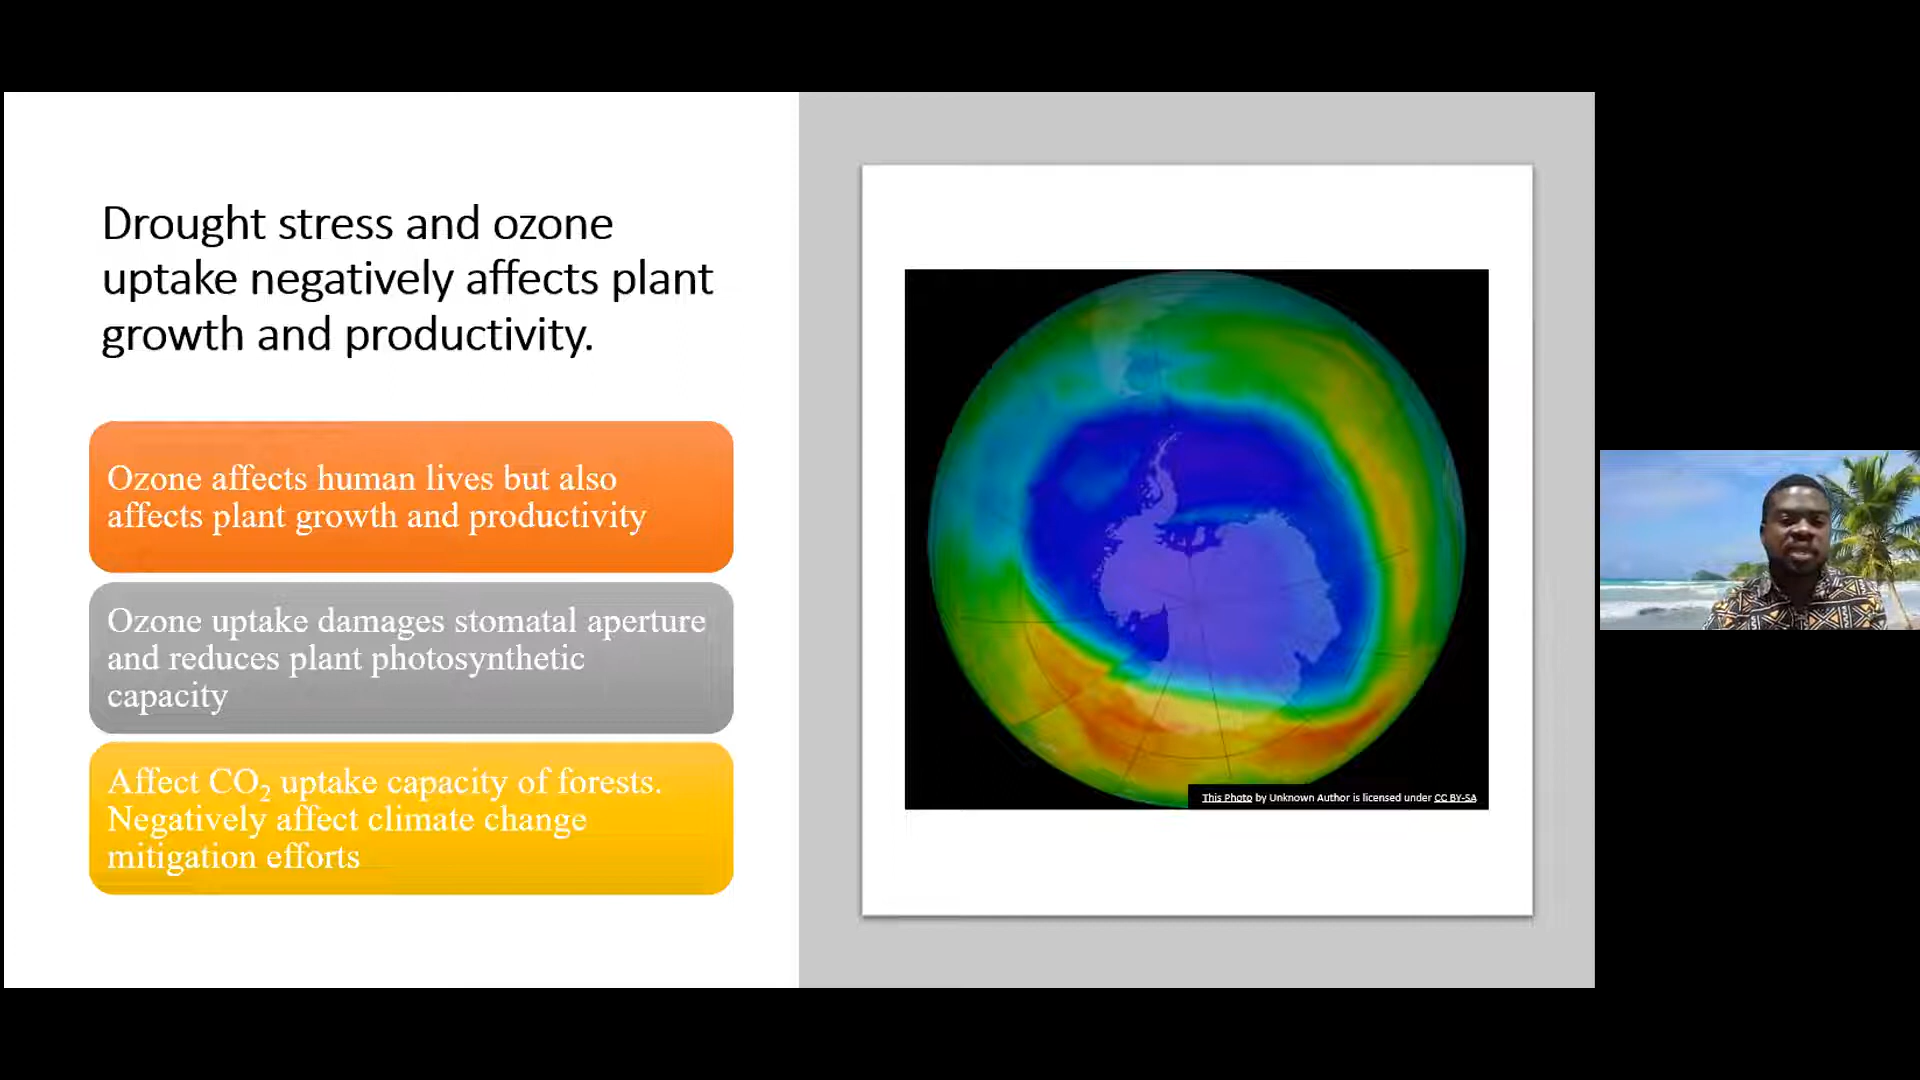 Drought stress and ozone
uptake negatively affects plant
growth and productivity.
Ozone affects human lives but also
affects plant growth and productivity
Ozone uptake damages stomatal aperture
and reduces plant photosynthetic
capacity
Affect CO₂ uptake capacity of forests.
Negatively affect climate change
mitigation efforts
This Photo by Unknown Author is licensed under CC BY-SA